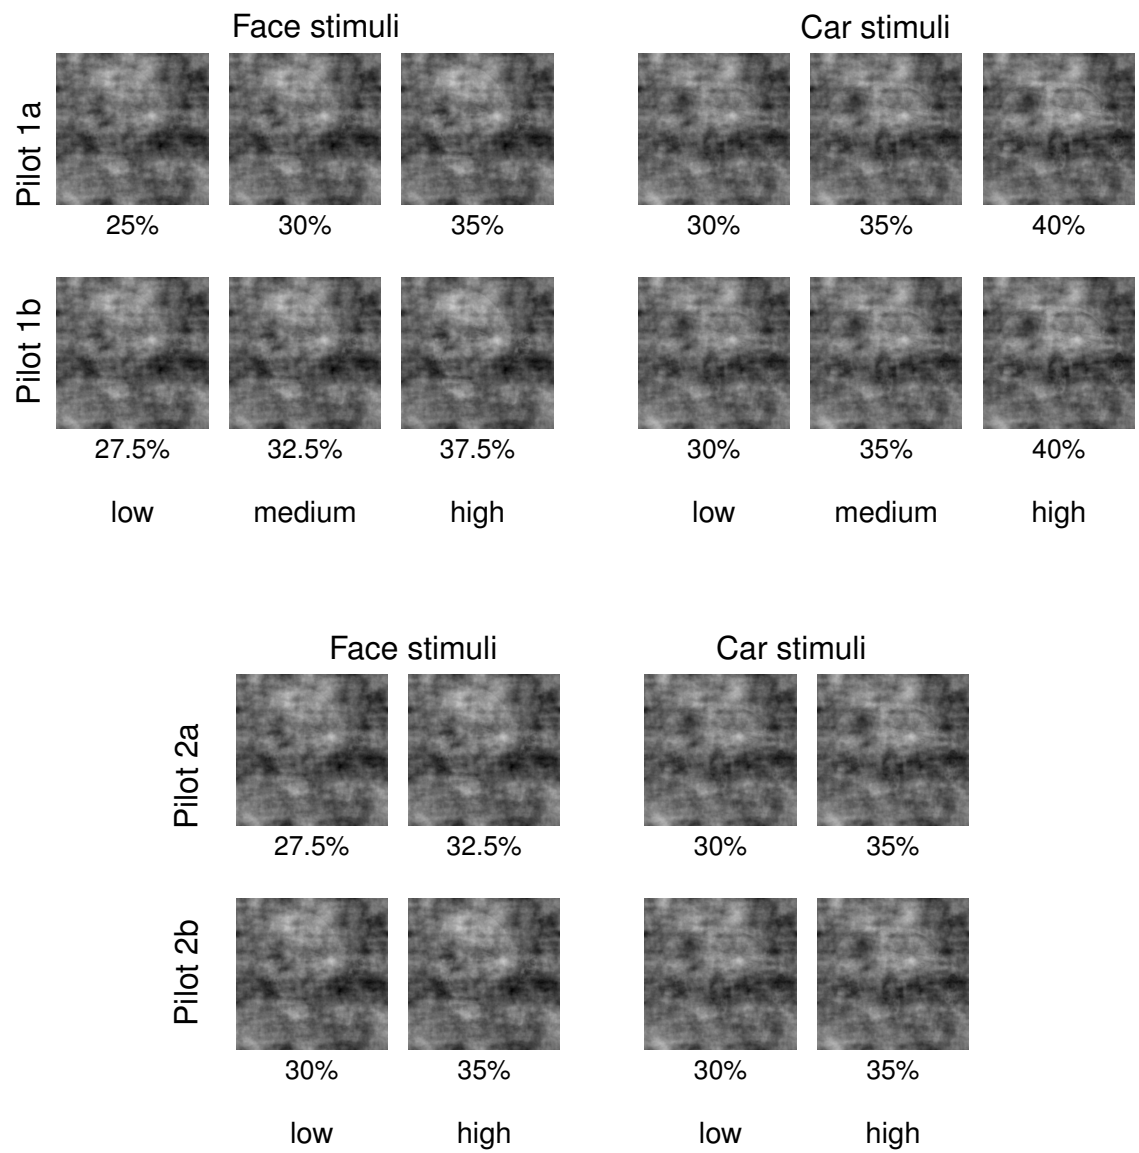 Face stimuli Car stimuli
Pilot 1a
25% 30% 35% 30% 35% 40%
Pilot 1b
27.5% 32.5% 37.5% 30% 35% 40%
low medium high low medium high
Face stimuli Car stimuli
Pilot 2a
27.5% 32.5% 30% 35%
Pilot 2b
30% 35% 30% 35%
low high low high